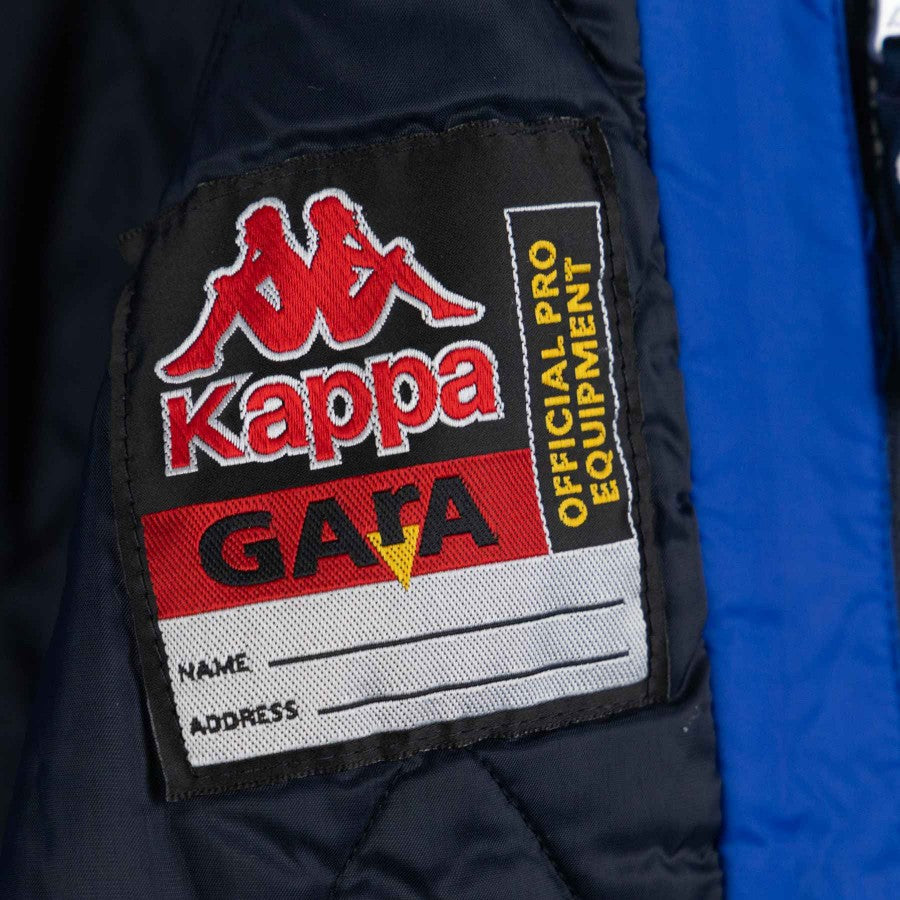 Kappa
OFFICIAL PRO
EQUIPMENT
GArA
NAME
ADDRESS